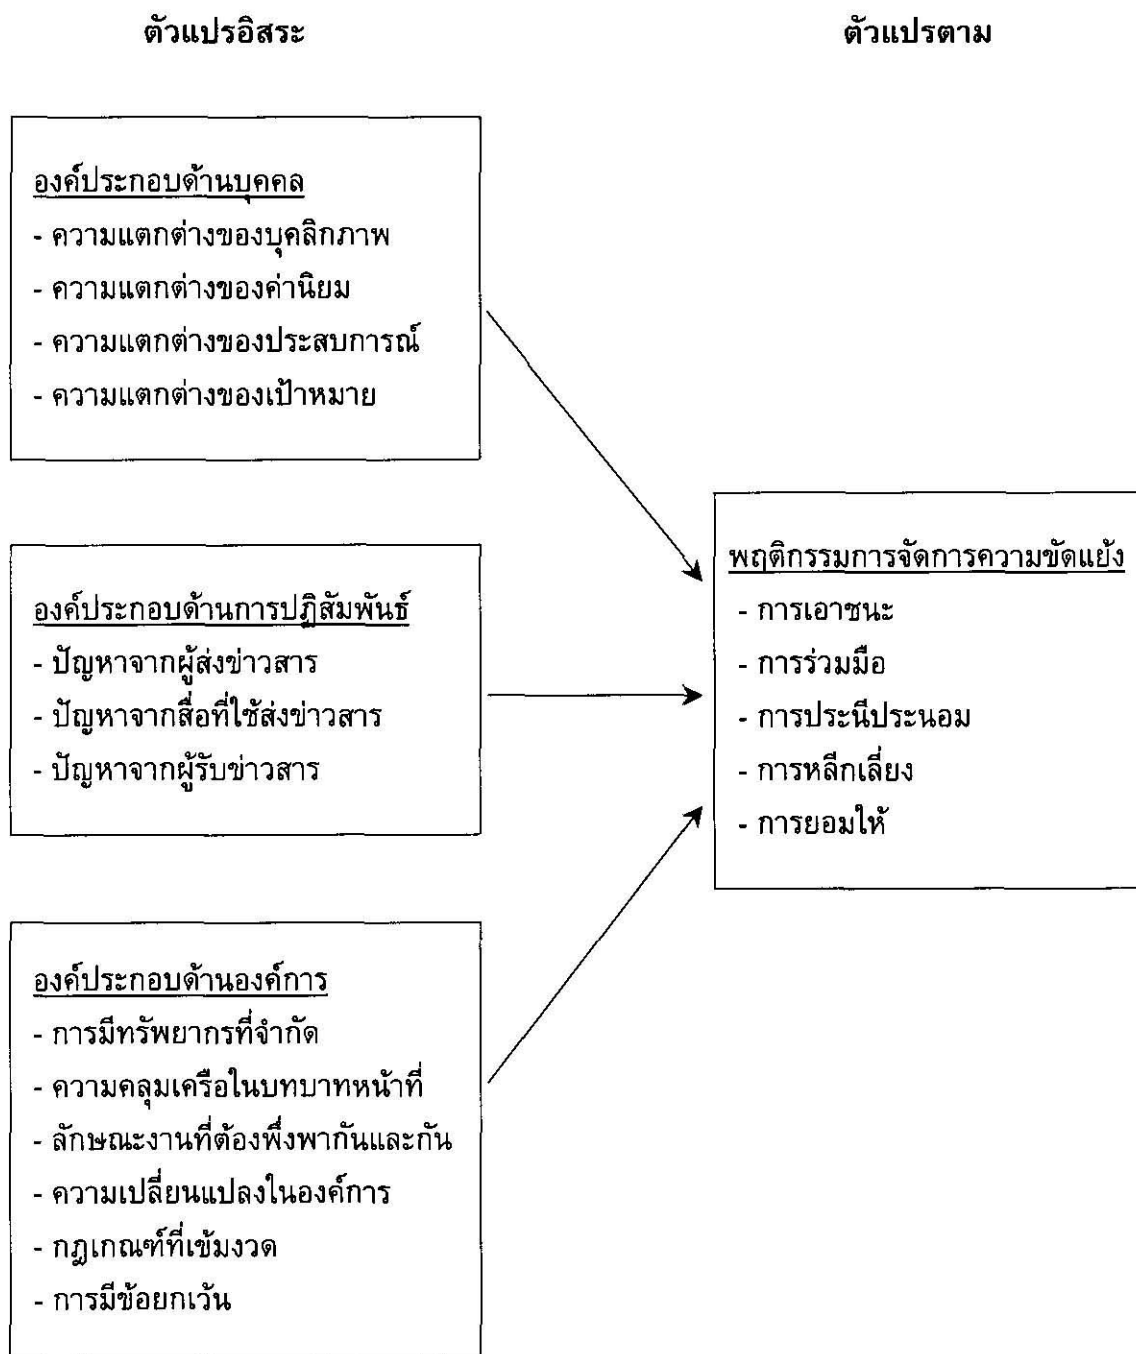 ตัวแปรอิสระ
ตัวแปรตาม
องค์ประกอบด้านบุคคล
- ความแตกต่างของบุคลิกภาพ
- ความแตกต่างของค่านิยม
- ความแตกต่างของประสบการณ์
- ความแตกต่างของเป้าหมาย
องค์ประกอบด้านการปฏิสัมพันธ์
- ปัญหาจากผู้ส่งข่าวสาร
- ปัญหาจากสื่อที่ใช้ส่งข่าวสาร
- ปัญหาจากผู้รับข่าวสาร
องค์ประกอบด้านองค์การ
- การมีทรัพยากรที่จำกัด
- ความคลุมเครือในบทบาทหน้าที่
- ลักษณะงานที่ต้องพึ่งพากันและกัน
- ความเปลี่ยนแปลงในองค์การ
- กฎเกณฑ์ที่เข้มงวด
- การมีข้อยกเว้น
พฤติกรรมการจัดการความขัดแย้ง
- การเอาชนะ
- การร่วมมือ
- การประนีประนอม
- การหลีกเลี่ยง
- การยอมให้